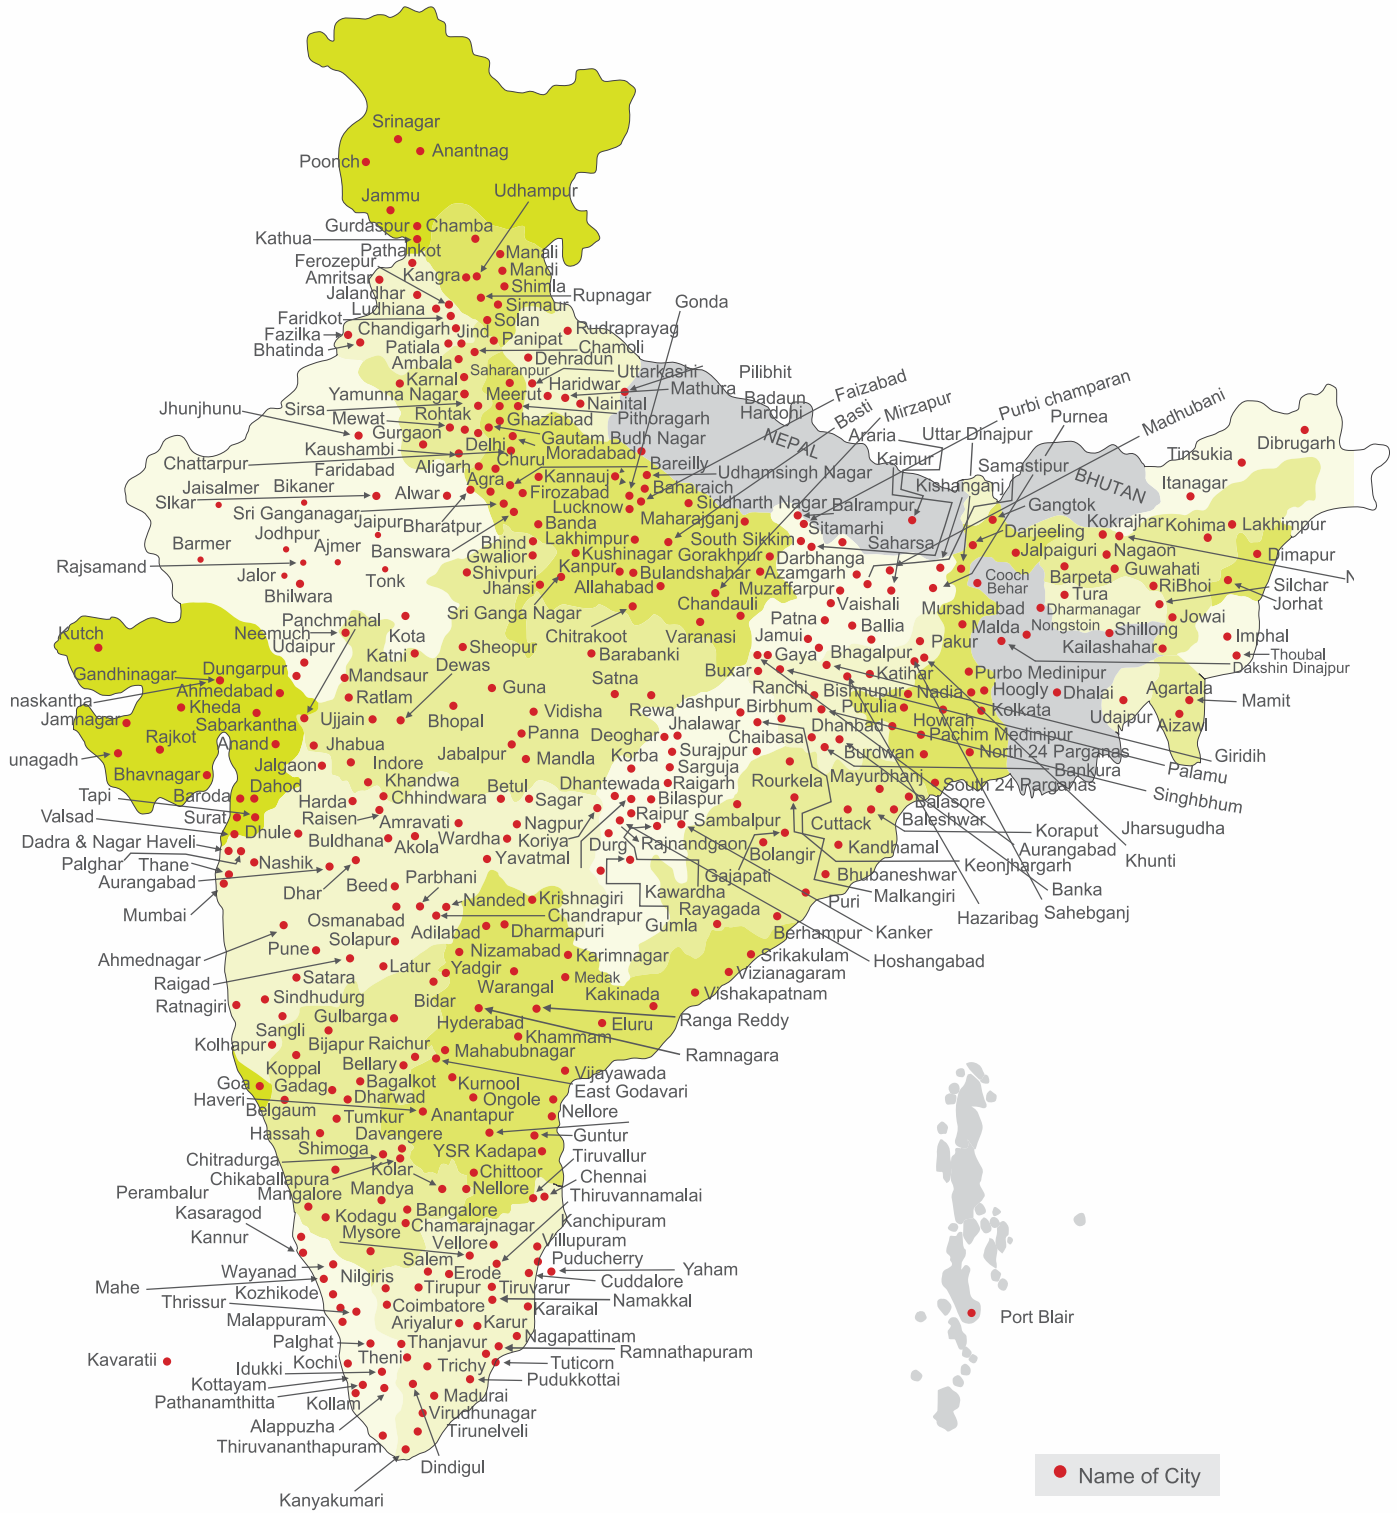 Srinagar
Anantnag
Poonch
Jammu
Udhampur
Gurdaspur
Chamba
Kathua
Pathankot
Manali
Ferozepur
Mandi
Amritsar
Kangra
Shimla
Jalandhar
Rupnagar
Ludhiana
Sirmaur
Gonda
Faridkot
Solan
Fazilka
Chandigarh
Jind
Rudraprayag
Bhatinda
Patiala
Panipat
Chamoli
Ambala
Dehradun
Saharanpur
Uttarkashi
Pilibhit
Karnal
Haridwar
Mathura
Faizabad
Yamunna Nagar
Meerut
Nainital
Badaun
Purbi champaran
Jhunjhunu
Sirsa
Hardohi
Basti
Mirzapur
Madhubani
Mewat
Rohtak
Ghaziabad
Pithoragarh
Purnea
Gurgaon
Gautam Budh Nagar
NEPAL
Araria
Uttar Dinajpur
Dibrugarh
Kaushambi
Delhi
Moradabad
Kaimur
Tinsukia
Chattarpur
Churu
Bareilly
Samastipur
Faridabad
Aligarh
Udhamsingh Nagar
BHUTAN
Itanagar
Jaisalmer
Bikaner
Agra
Kannauj
Baharaich
Kishanganj
SIkar
Alwar
Firozabad
Siddharth Nagar
Balrampur
Gangtok
Sri Ganganagar
Lucknow
Maharajganj
Sitamarhi
Darjeeling
Kokrajhar
Kohima
Lakhimpur
Jaipur
Bharatpur
Banda
Jodhpur
Lakhimpur
South Sikkim
Saharsa
Barmer
Ajmer
Banswara
Bhind
Kushinagar
Gorakhpur
Darbhanga
Jalpaiguri
Nagaon
Dimapur
Rajsamand
Gwalior
Kanpur
Bulandshahar
Azamgarh
Cooch
Behar
Barpeta
Guwahati
N
Jalor
Tonk
Shivpuri
Jhansi
Allahabad
Muzaffarpur
Tura
RiBhoi
Silchar
Bhilwara
Sri Ganga Nagar
Chandauli
Vaishali
Murshidabad
Dharmanagar
Jorhat
Panchmahal
Patna
Malda
Nongstoin
Jowai
Kutch
Neemuch
Kota
Chitrakoot
Varanasi
Jamui
Ballia
Pakur
Shillong
Imphal
Udaipur
Katni
Sheopur
Barabanki
Gaya
Bhagalpur
Kailashahar
Thoubal
Gandhinagar
Dungarpur
Mandsaur
Dewas
Buxar
Katihar
Purbo Medinipur
Dakshin Dinajpur
naskantha
Ahmedabad
Ratlam
Guna
Satna
Ranchi
Bishnupur
Nadia
Hoogly
Dhalai
Agartala
Kheda
Rewa
Jashpur
Birbhum
Purulia
Kolkata
Udaipur
Mamit
Jamnagar
Sabarkantha
Ujjain
Bhopal
Vidisha
Jhalawar
Dhanbad
Howrah
Aizawl
Rajkot
Anand
Jhabua
Panna
Deoghar
Chaibasa
Pachim Medinipur
unagadh
Jalgaon
Indore
Jabalpur
Mandla
Korba
Surajpur
Burdwan
North 24 Parganas
Giridih
Bhavnagar
Khandwa
Saruja
Rourkela
Mayurbhanj
Bankura
Palamu
Dahod
Betul
Dhantewada
Raigarh
South 24 Parganas
Tapi
Baroda
Harda
Chhindwara
Sagar
Bilaspur
Balasore
Singhbhum
Valsad
Surat
Raisen
Amravati
Nagpur
Raipur
Sambalpur
Cuttack
Baleshwar
Dadra & Nagar Haveli
Dhule
Buldhana
Akola
Wardha
Koriya
Durg
Rajnandgaon
Kandhamal
Koraput
Jharsugudha
Palghar
Thane
Nashik
Yavatmal
Bolangir
Keonjhargarh
Aurangabad
Khunti
Aurangabad
Dhar
Beed
Parbhani
Gajapati
Bhubaneshwar
Banka
Mumbai
Nanded
Krishnagiri
Kawardha
Puri
Malkangiri
Osmanabad
Chandrapur
Rayagada
Hazaribag
Sahebganj
Solapur
Adilabad
Dharmapuri
Gumla
Berhampur
Kanker
Ahmednagar
Pune
Nizamabad
Karimnagar
Srikakulam
Hoshangabad
Raigad
Satara
Latur
Yadgir
Warangal
Medak
Vizianagaram
Ratnagiri
Sindhudurg
Bidar
Kakinada
Vishakapatnam
Sangli
Gulbarga
Hyderabad
Eluru
Ranga Reddy
Kolhapur
Bijapur
Raichur
Khammam
Koppal
Bellary
Mahabubnagar
Ramnagara
Goa
Gadag
Bagalkot
Kurnool
Vijayawada
Haveri
Belgaum
Dharwad
Ongole
East Godavari
Tumkur
Anantapur
Nellore
Hassah
Davangere
Guntur
Shimoga
YSR Kadapa
Chitradurga
Kolar
Tiruvallur
Chikaballapura
Chittoor
Chennai
Perambalur
Mangalore
Mandya
Nellore
Thiruvannamalai
Kasaragod
Kodagu
Bangalore
Kanchipuram
Kannur
Mysore
Chamarajnagar
Vellore
Villupuram
Wayanad
Salem
Puducherry
Yaham
Mahe
Nilgiris
Erode
Cuddalore
Kozhikode
Tirupur
Tiruvarur
Namakkal
Thrissur
Coimbatore
Karaikal
Malappuram
Ariyalur
Karur
Port Blair
Palghat
Thanjavur
Nagapattinam
Kavaratii
Kochi
Theni
Ramnathapuram
Idukki
Trichy
Tuticorn
Kottayam
Pudukkottai
Pathanamthitta
Kollam
Madurai
Alappuzha
Virudhunagar
Thiruvananthapuram
Tirunelveli
Dindigul
Kanyakumari
Name of City